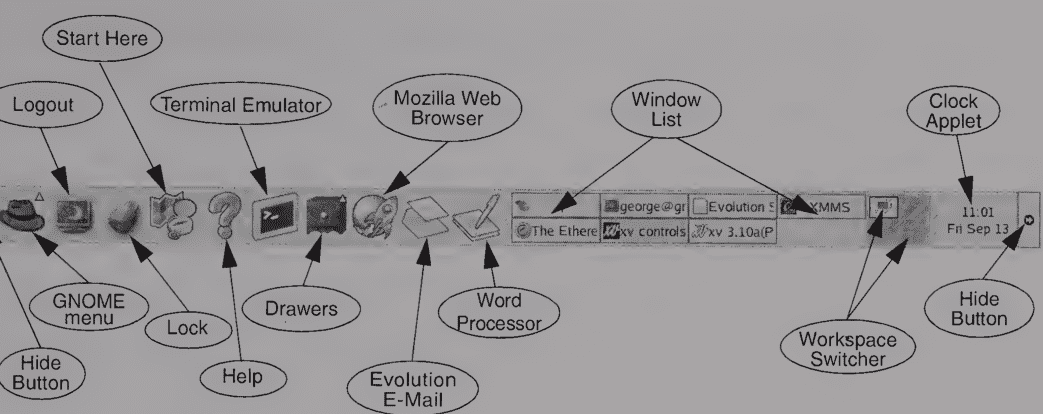 Start Here
Logout
Terminal Emulator
Mozilla Web
Browser
Window
List
Clock
Applet
george@gr
Evolution S
XMMS
11:01
The Ethere
xv controls
xv 3.10a(P
Fri Sep 13
GNOME
menu
Lock
Drawers
Word
Processor
Hide
Button
Hide
Button
Help
Evolution
E-Mail
Workspace
Switcher